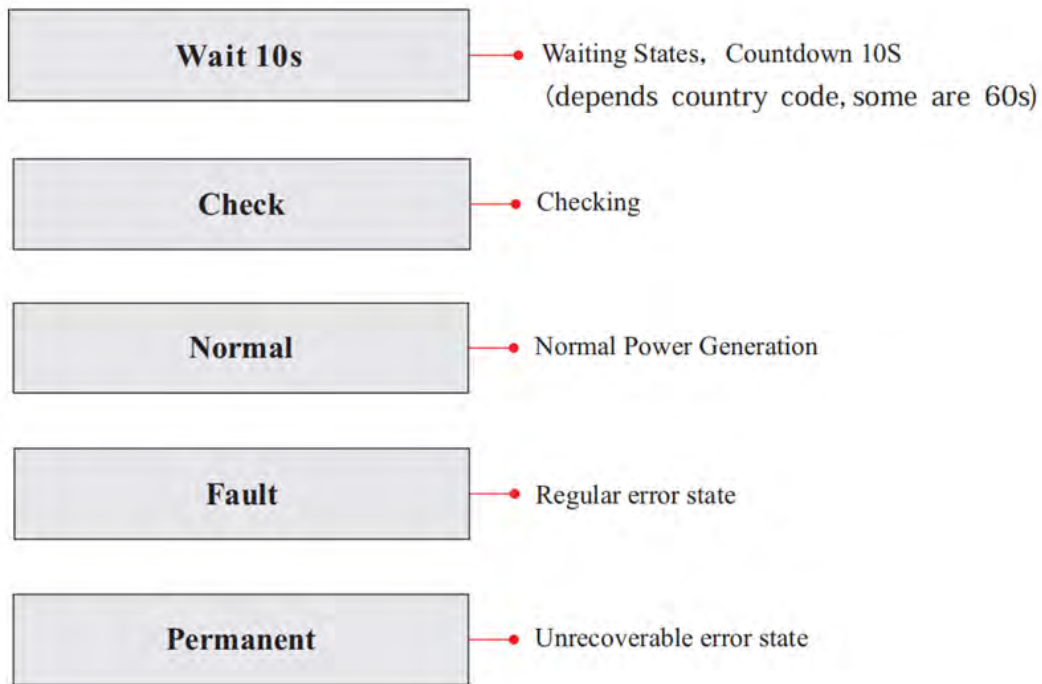 Wait 10s
Waiting States, Countdown 10S
(depends country code, some are 60s)
Check
Checking
Normal
Normal Power Generation
Fault
Regular error state
Permanent
Unrecoverable error state